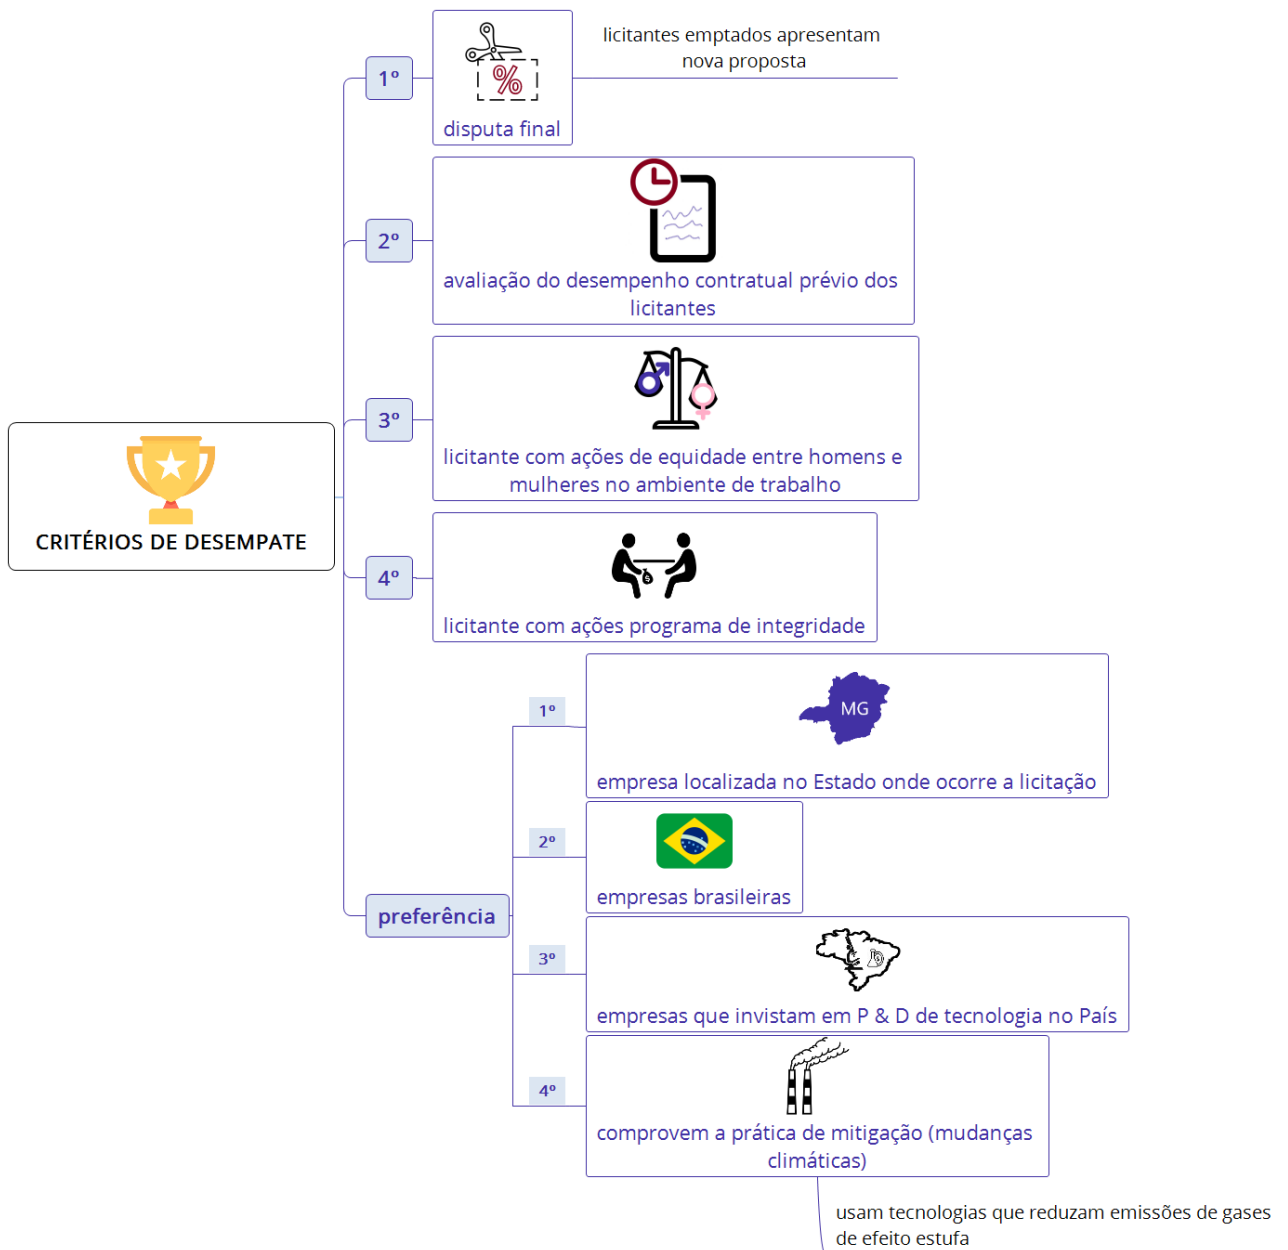 licitantes emptados apresentam
nova proposta
1º
%
disputa final
2º
avaliação do desempenho contratual prévio dos
licitantes
3º
licitante com ações de equidade entre homens e
mulheres no ambiente de trabalho
CRITÉRIOS DE DESEMPATE
4º
$
licitante com ações programa de integridade
preferência
1º
MG
empresa localizada no Estado onde ocorre a licitação
2º
empresas brasileiras
3º
empresas que invistam em P & D de tecnologia no País
4º
comprovem a prática de mitigação (mudanças
climáticas)
usam tecnologias que reduzam emissões de gases
de efeito estufa